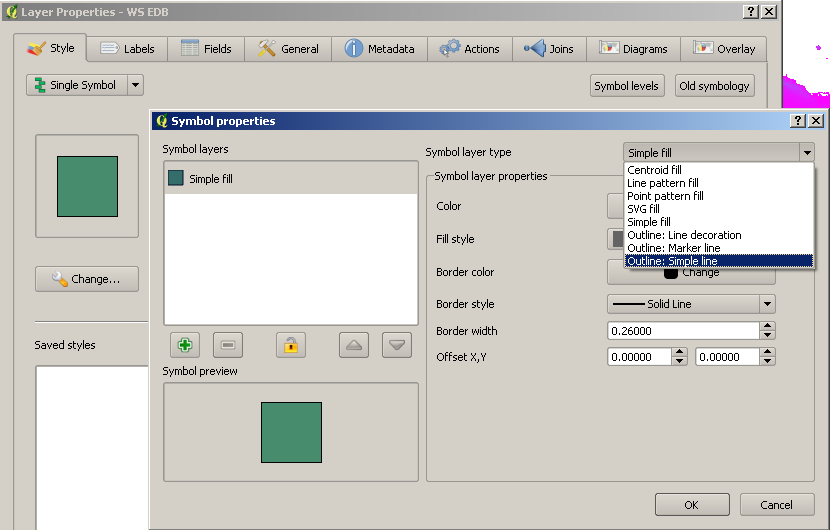 Layer Properties - WS EDB
Style Labels Fields General Metadata Actions Joins Diagrams Overlay
Single Symbol Symbol levels Old symbology
Symbol properties
Symbol layers
Simple fill
Symbol layer type Simple fill
Centroid fill
Line pattern fill
Point pattern fill
SVG fill
Simple fill
Outline: Line decoration
Outline: Marker line
Outline: Simple line
Symbol layer properties
Color
Fill style
Border color Change
Border style Solid Line
Border width 0.26000
Offset X,Y 0.00000 0.00000
Change...
Saved styles
Symbol preview
OK Cancel